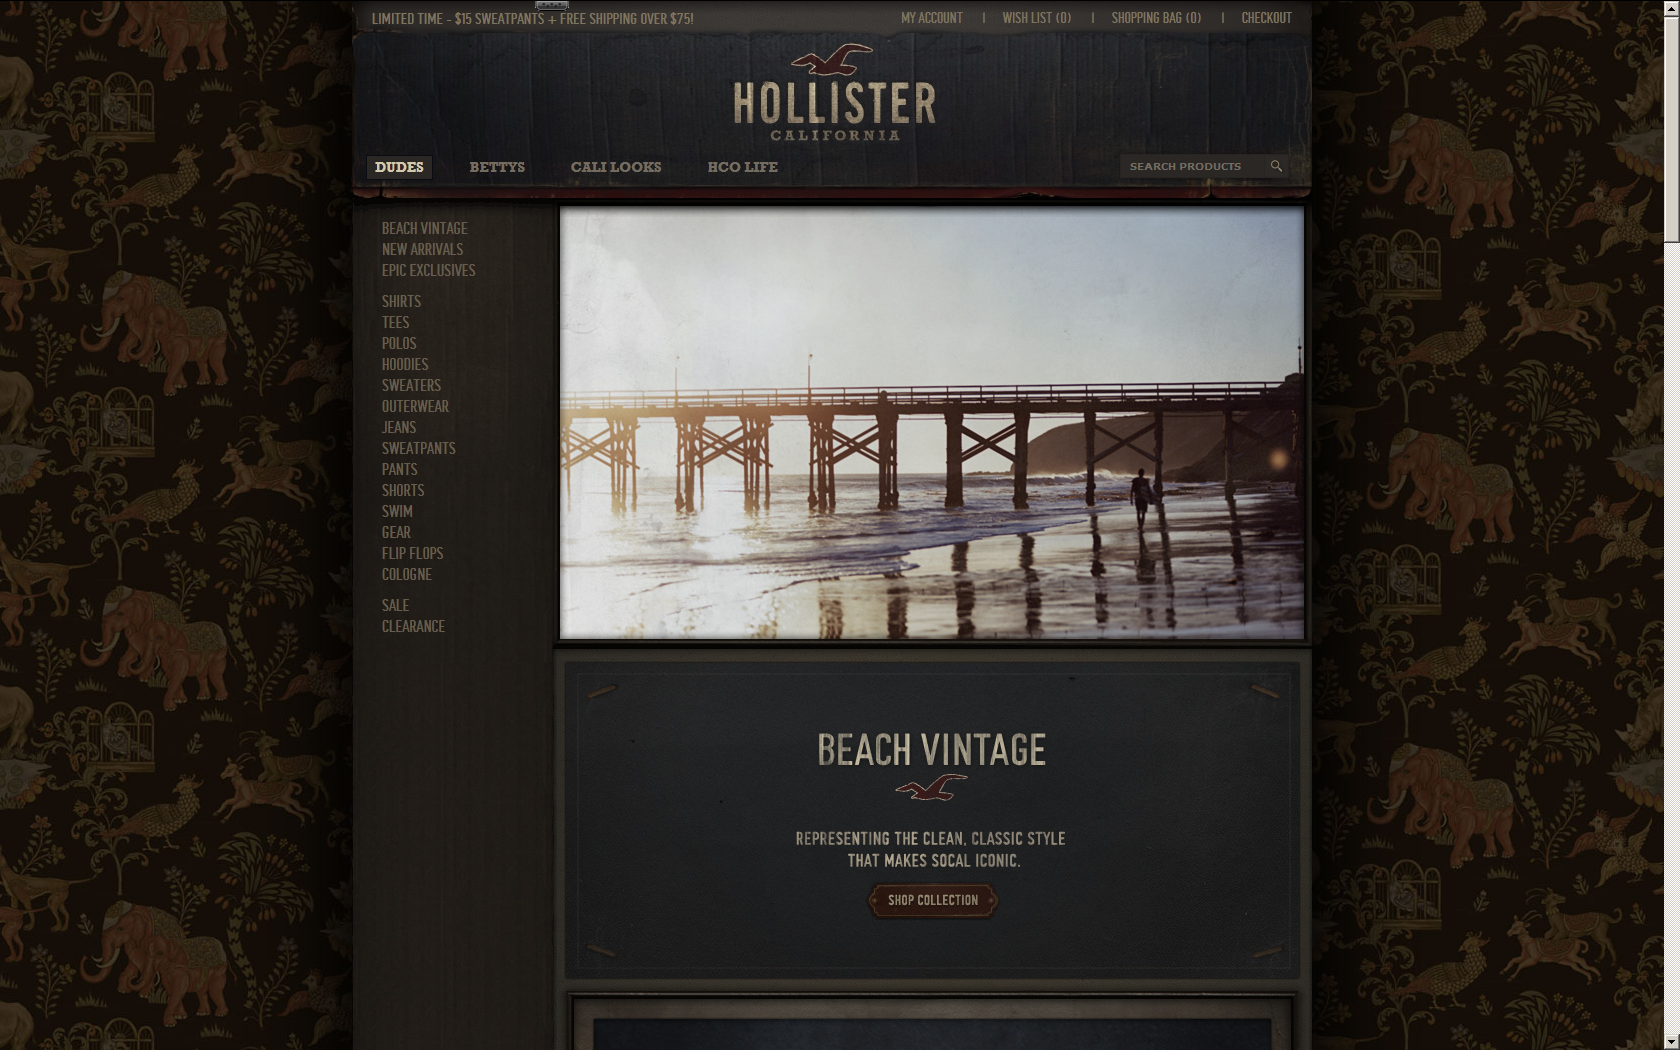 LIMITED TIME - $15 SWEATPANTS + FREE SHIPPING OVER $75!
MY ACCOUNT | WISH LIST (0) | SHOPPING BAG (0) | CHECKOUT
HOLLISTER
CALIFORNIA
DUDES BETTYS CALI LOOKS HCO LIFE SEARCH PRODUCTS
BEACH VINTAGE
NEW ARRIVALS
EPIC EXCLUSIVES
SHIRTS
TEES
POLOS
HOODIES
SWEATERS
OUTERWEAR
JEANS
SWEATPANTS
PANTS
SHORTS
SWIM
GEAR
FLIP FLOPS
COLOGNE
SALE
CLEARANCE
BEACH VINTAGE
REPRESENTING THE CLEAN, CLASSIC STYLE
THAT MAKES SOCAL ICONIC.
SHOP COLLECTION